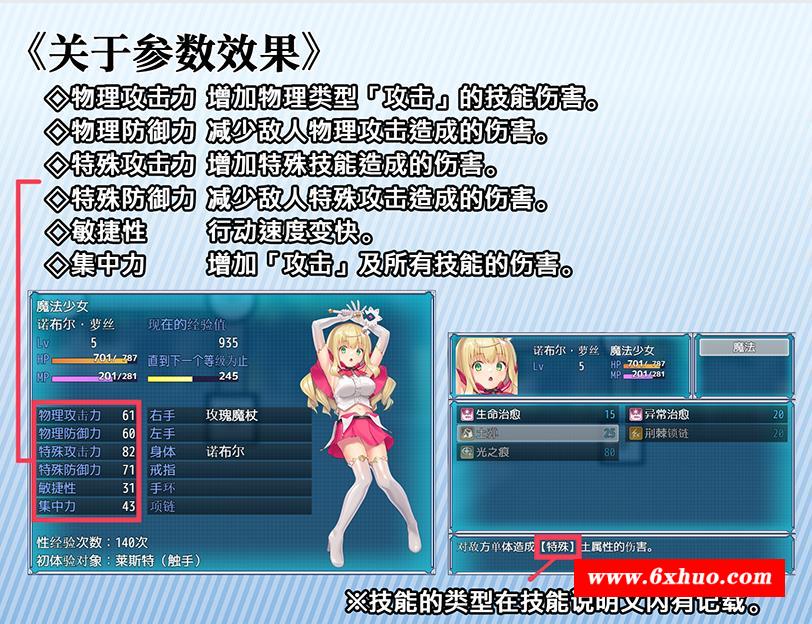 《关于参数效果》
◇物理攻击力 增加物理类型「攻击」的技能伤害。
◇物理防御力 减少敌人物理攻击造成的伤害。
◇特殊攻击力 增加特殊技能造成的伤害。
◇特殊防御力 减少敌人特殊攻击造成的伤害。
◇敏捷性 行动速度变快。
◇集中力 增加「攻击」及所有技能的伤害。
魔法少女
诺布尔·萝丝 现在的经验值
Lv 5 935
HP 701/787 直到下一个等级为止
MP 201/281 245
物理攻击力 61 右手 玫瑰魔杖
物理防御力 60 左手
特殊攻击力 82 身体 诺布尔
特殊防御力 71 戒指
敏捷性 31 手环
集中力 43 项链
性经验次数：140次
初体验对象：莱斯特（触手）
诺布尔·萝丝 魔法少女 魔法
Lv 5 HP 701/787
MP 201/281
生命治愈 15 异常治愈 20
土弹 25 荆棘锁链 20
光之痕 80
对敌方单体造成【特殊】土属性的伤害。
www.6xhuo.com
※技能的类型在技能说明文内有记载。